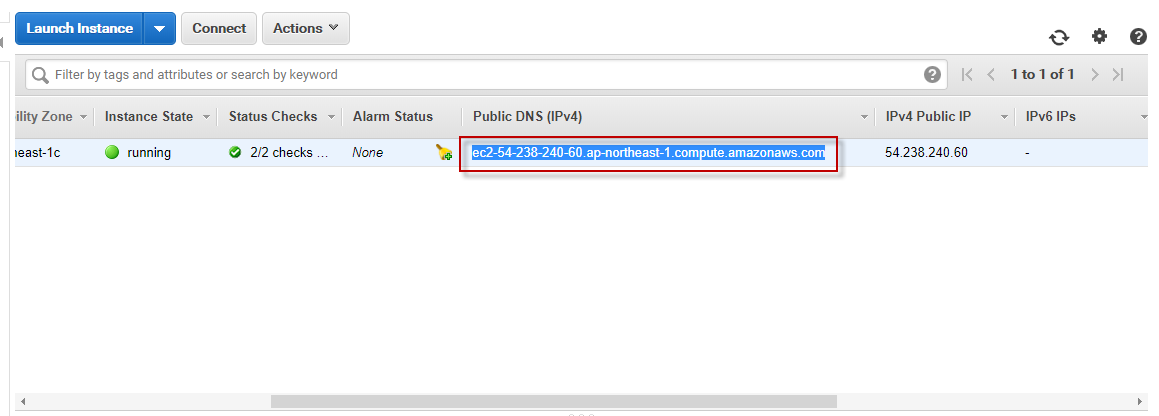 Launch Instance Connect Actions
Filter by tags and attributes or search by keyword 1 to 1 of 1
bility Zone Instance State Status Checks Alarm Status Public DNS (IPv4) IPv4 Public IP IPv6 IPs
heast-1c running 2/2 checks ... None ec2-54-238-240-60.ap-northeast-1.compute.amazonaws.com 54.238.240.60 -